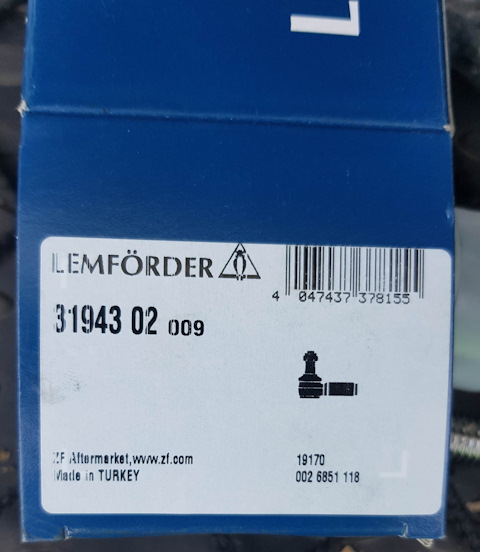 L
LEMFÖRDER
4 047437 378155
31943 02 009
ZF Aftermarket,www.zf.com
Made in TURKEY
19170
002 6851 118